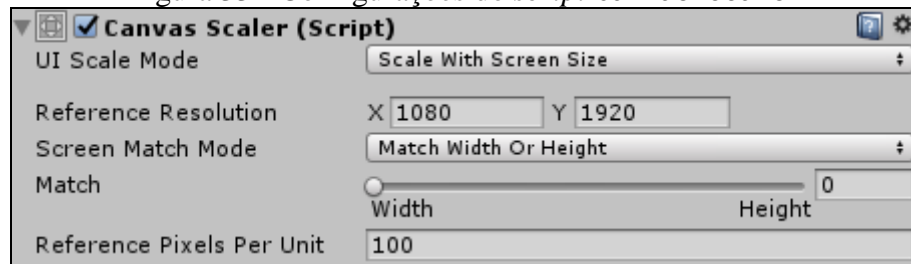 Canvas Scaler (Script)
UI Scale Mode Scale With Screen Size
Reference Resolution X 1080 Y 1920
Screen Match Mode Match Width Or Height
Match 0
Width Height
Reference Pixels Per Unit 100